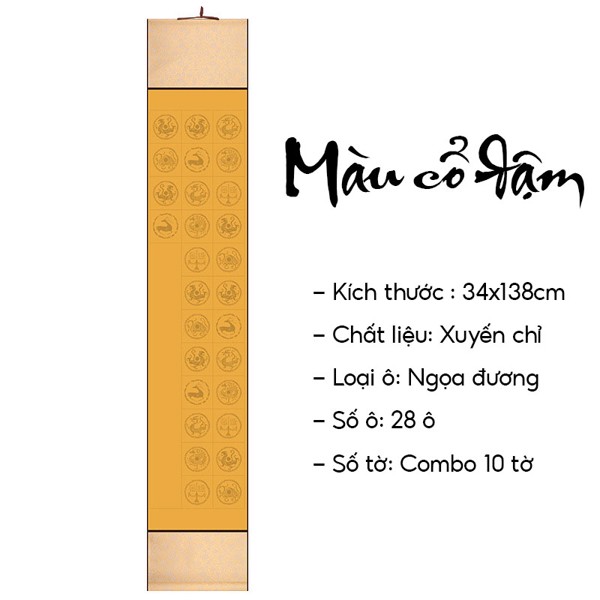 Màu cổ đậm
– Kích thước : 34x138cm
– Chất liệu: Xuyến chỉ
– Loại ô: Ngọa đương
– Số ô: 28 ô
– Số tờ: Combo 10 tờ